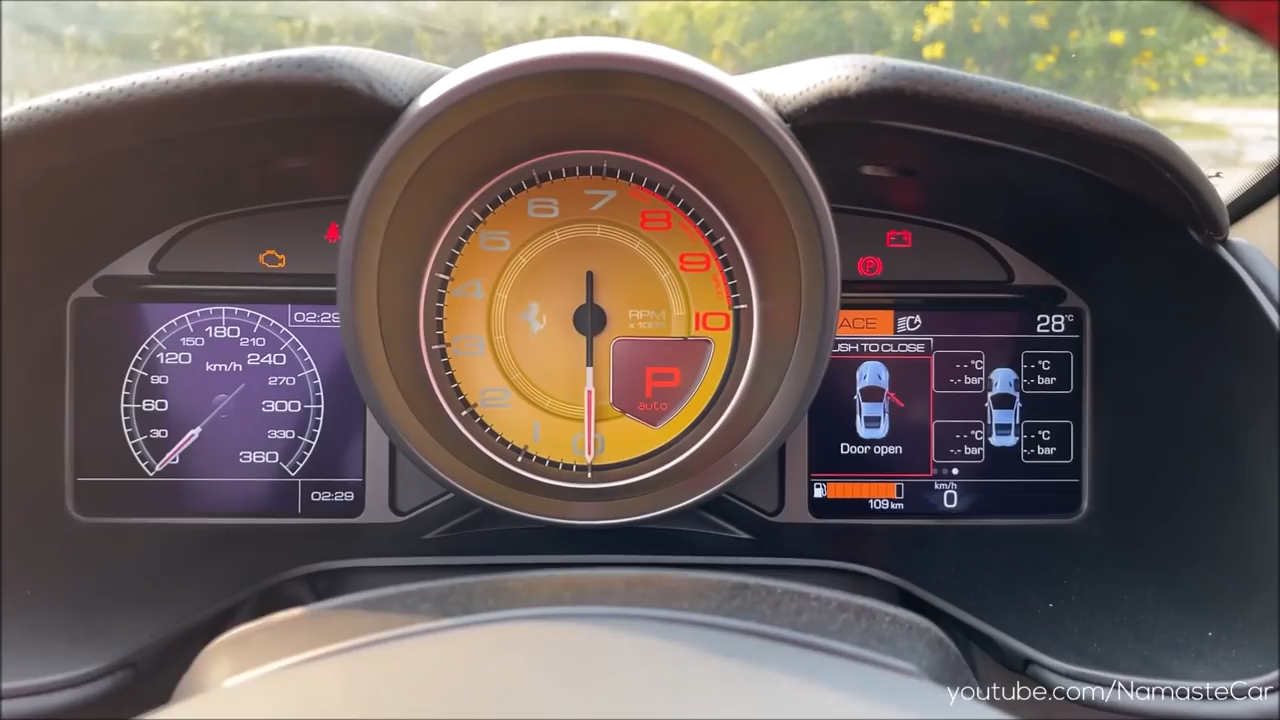 02:29
180
150 210
120 km/h 240
90 270
60 300
30 330
0 360
02:29
7
6 8
5 9
4
RPM
x 1000 10
3
P
auto
2
1 0
P
ACE A 28°C
USH TO CLOSE
Door open
--°C --°C
-.- bar -.- bar
--°C --°C
-.- bar -.- bar
109 km
km/h
0
youtube.com/NamasteCar